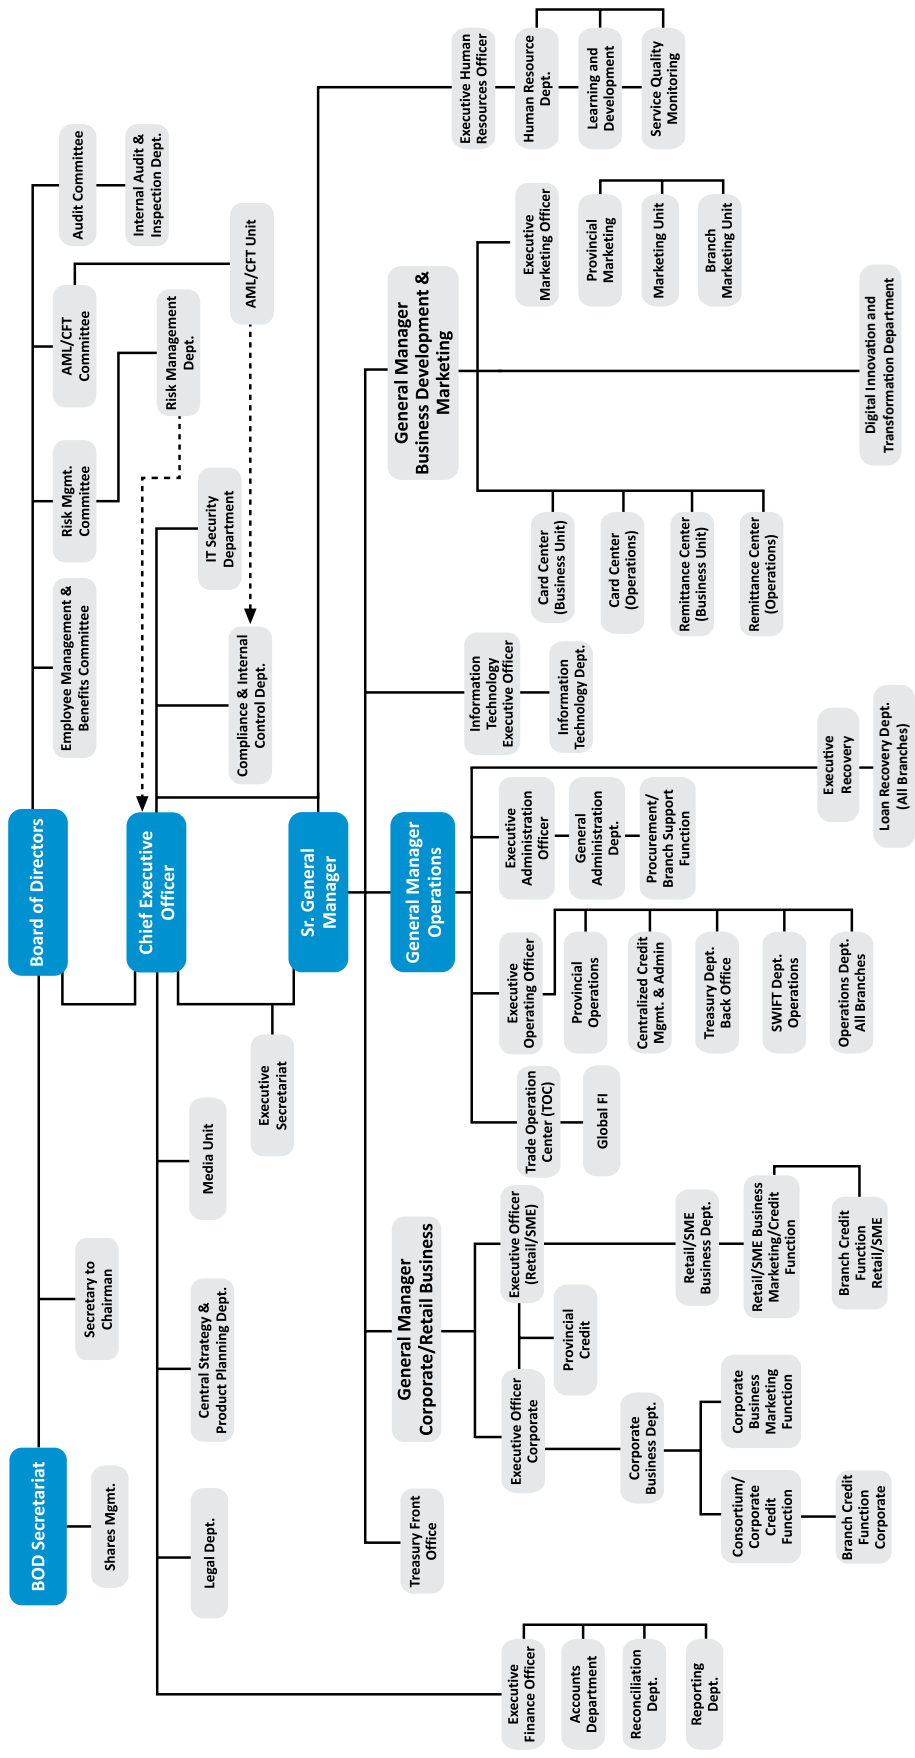 BOD Secretariat
Shares Mgmt.
Secretary to
Chairman
Board of Directors
Employee Management &
Benefits Committee
Risk Mgmt.
Committee
Risk Management
Dept.
AML/CFT
Committee
AML/CFT Unit
Audit Committee
Internal Audit &
Inspection Dept.
Chief Executive
Officer
Legal Dept.
Central Strategy &
Product Planning Dept.
Media Unit
Executive
Secretariat
Compliance & Internal
Control Dept.
IT Security
Department
Sr. General
Manager
Executive
Finance Officer
Accounts
Department
Reconciliation
Dept.
Reporting
Dept.
Treasury Front
Office
General Manager
Corporate/Retail Business
Executive Officer
Corporate
Executive Officer
(Retail/SME)
Provincial
Credit
Corporate
Business Dept.
Consortium/
Corporate
Credit
Function
Corporate
Business
Marketing
Function
Branch Credit
Function
Corporate
Retail/SME
Business Dept.
Retail/SME Business
Marketing/Credit
Function
Branch Credit
Function
Retail/SME
General Manager
Operations
Trade Operation
Center (TOC)
Global FI
Executive
Operating Officer
Provincial
Operations
Centralized Credit
Mgmt. & Admin
Treasury Dept.
Back Office
SWIFT Dept.
Operations
Operations Dept.
All Branches
Executive
Administration
Officer
General
Administration
Dept.
Procurement/
Branch Support
Function
Executive
Recovery
Loan Recovery Dept.
(All Branches)
Information
Technology
Executive Officer
Information
Technology Dept.
General Manager
Business Development &
Marketing
Card Center
(Business Unit)
Card Center
(Operations)
Remittance Center
(Business Unit)
Remittance Center
(Operations)
Digital Innovation and
Transformation Department
Executive
Marketing Officer
Provincial
Marketing
Marketing Unit
Branch
Marketing Unit
Executive Human
Resources Officer
Human Resource
Dept.
Learning and
Development
Service Quality
Monitoring